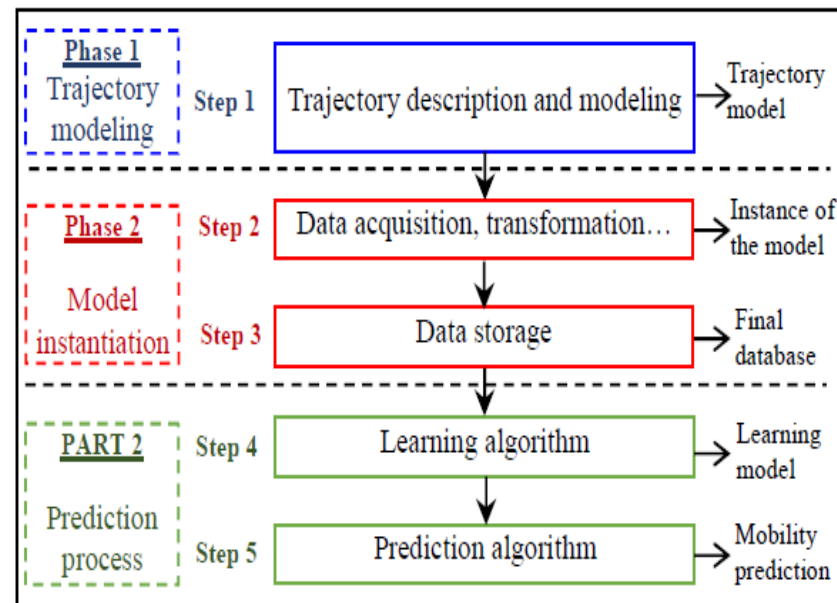 Phase 1
Trajectory
modeling
Step 1
Trajectory description and modeling
Trajectory
model
Phase 2
Model
instantiation
Step 2
Data acquisition, transformation…
Instance of
the model
Step 3
Data storage
Final
database
PART 2
Prediction
process
Step 4
Learning algorithm
Learning
model
Step 5
Prediction algorithm
Mobility
prediction